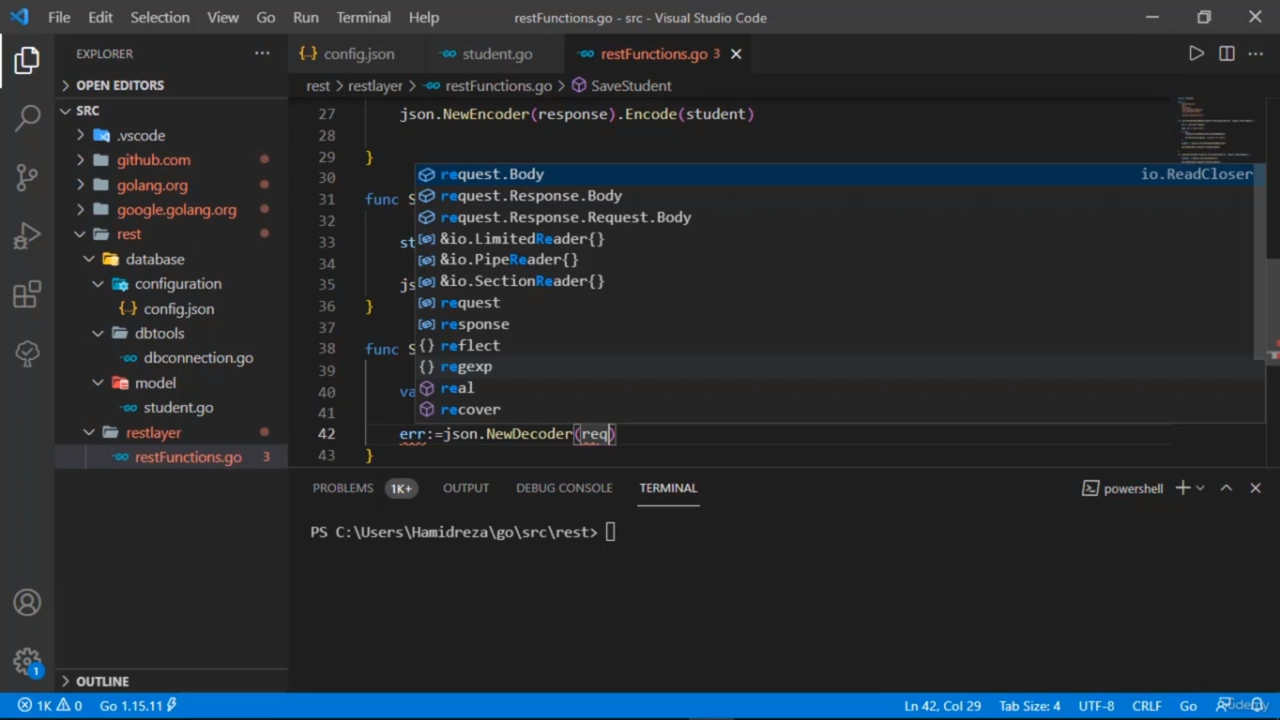 File Edit Selection View Go Run Terminal Help restFunctions.go - src - Visual Studio Code
EXPLORER
config.json student.go restFunctions.go 3
OPEN EDITORS
rest > restlayer > restFunctions.go > SaveStudent
SRC
.vscode
github.com
golang.org
google.golang.org
rest
database
configuration
config.json
dbtools
dbconnection.go
model
student.go
restlayer
restFunctions.go 3
OUTLINE
27 json.NewEncoder(response).Encode(student)
28
29 }
30
31 func S
32
33 st
34
35 js
36 }
37
38 func S
39
40 va
41
42 err:=json.NewDecoder(req)
43 }
request.Body io.ReadCloser
request.Response.Body
request.Response.Request.Body
&io.LimitedReader{}
&io.PipeReader{}
&io.SectionReader{}
request
response
{} reflect
{} regexp
real
recover
PROBLEMS 1K+ OUTPUT DEBUG CONSOLE TERMINAL
powershell
PS C:\Users\Hamidreza\go\src\rest>
1
1K 0 Go 1.15.11 Ln 42, Col 29 Tab Size: 4 UTF-8 CRLF Go
Udemy